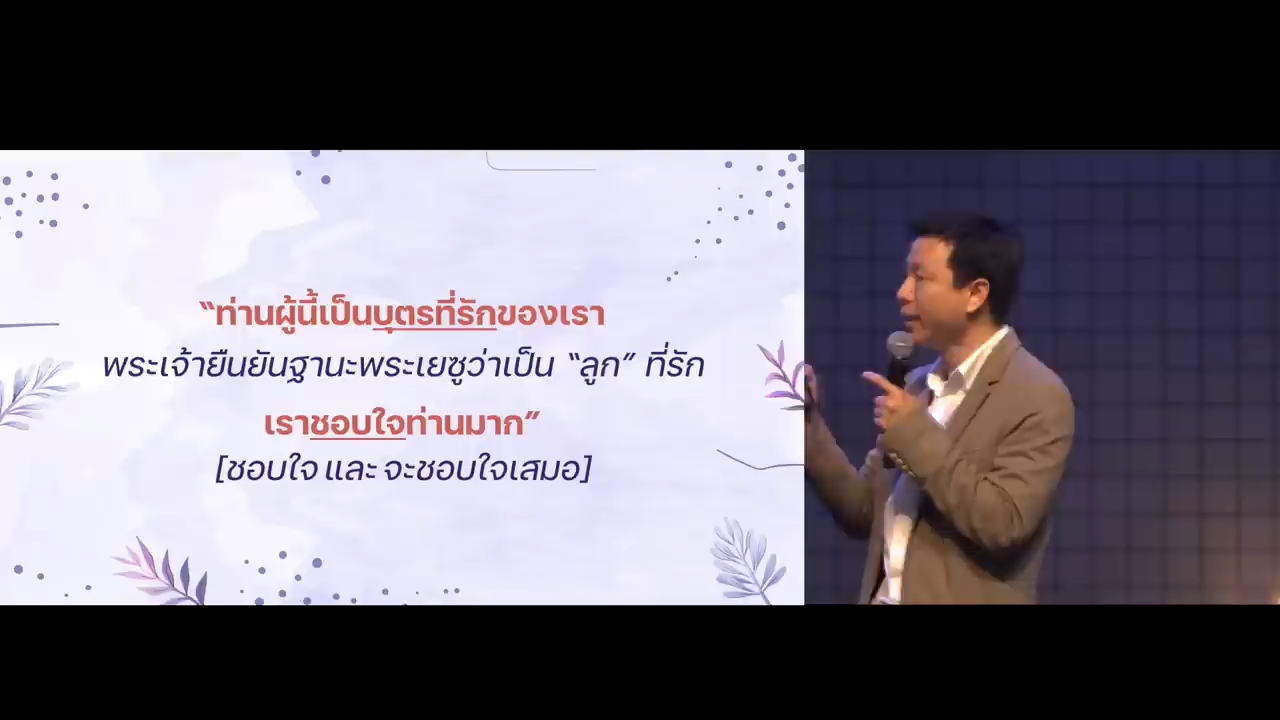 “ท่านผู้นี้เป็นบุตรที่รักของเรา
พระเจ้ายืนยันฐานะพระเยซูว่าเป็น “ลูก” ที่รัก
เราชอบใจท่านมาก”
[ชอบใจ และ จะชอบใจเสมอ]